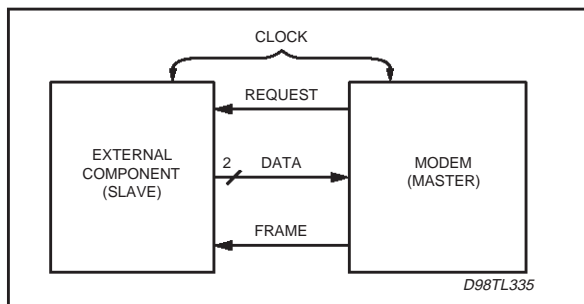 CLOCK
REQUEST
EXTERNAL
COMPONENT
(SLAVE)
2 DATA
MODEM
(MASTER)
FRAME
D98TL335